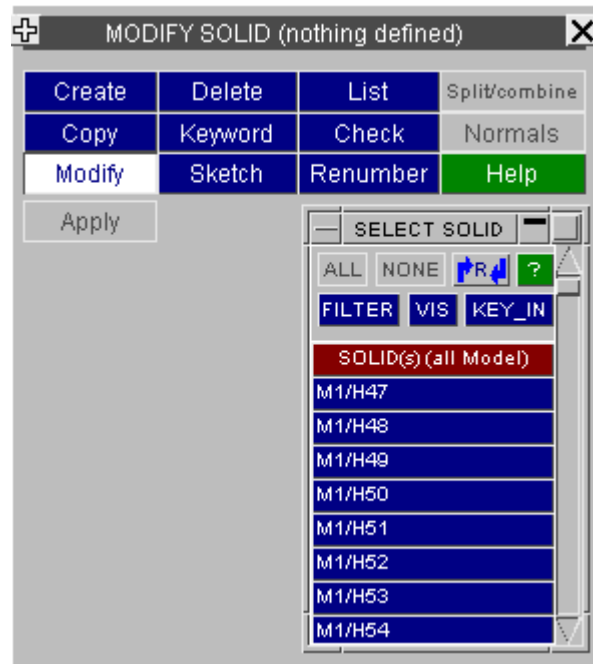 MODIFY SOLID (nothing defined)
Create Delete List Split/combine
Copy Keyword Check Normals
Modify Sketch Renumber Help
Apply
SELECT SOLID
ALL NONE R ?
FILTER VIS KEY_IN
SOLID(s) (all Model)
M1/H47
M1/H48
M1/H49
M1/H50
M1/H51
M1/H52
M1/H53
M1/H54